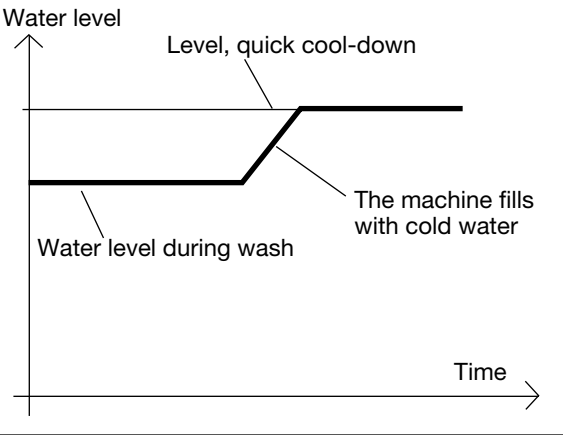 Water level
Level, quick cool-down
The machine fills
with cold water
Water level during wash
Time